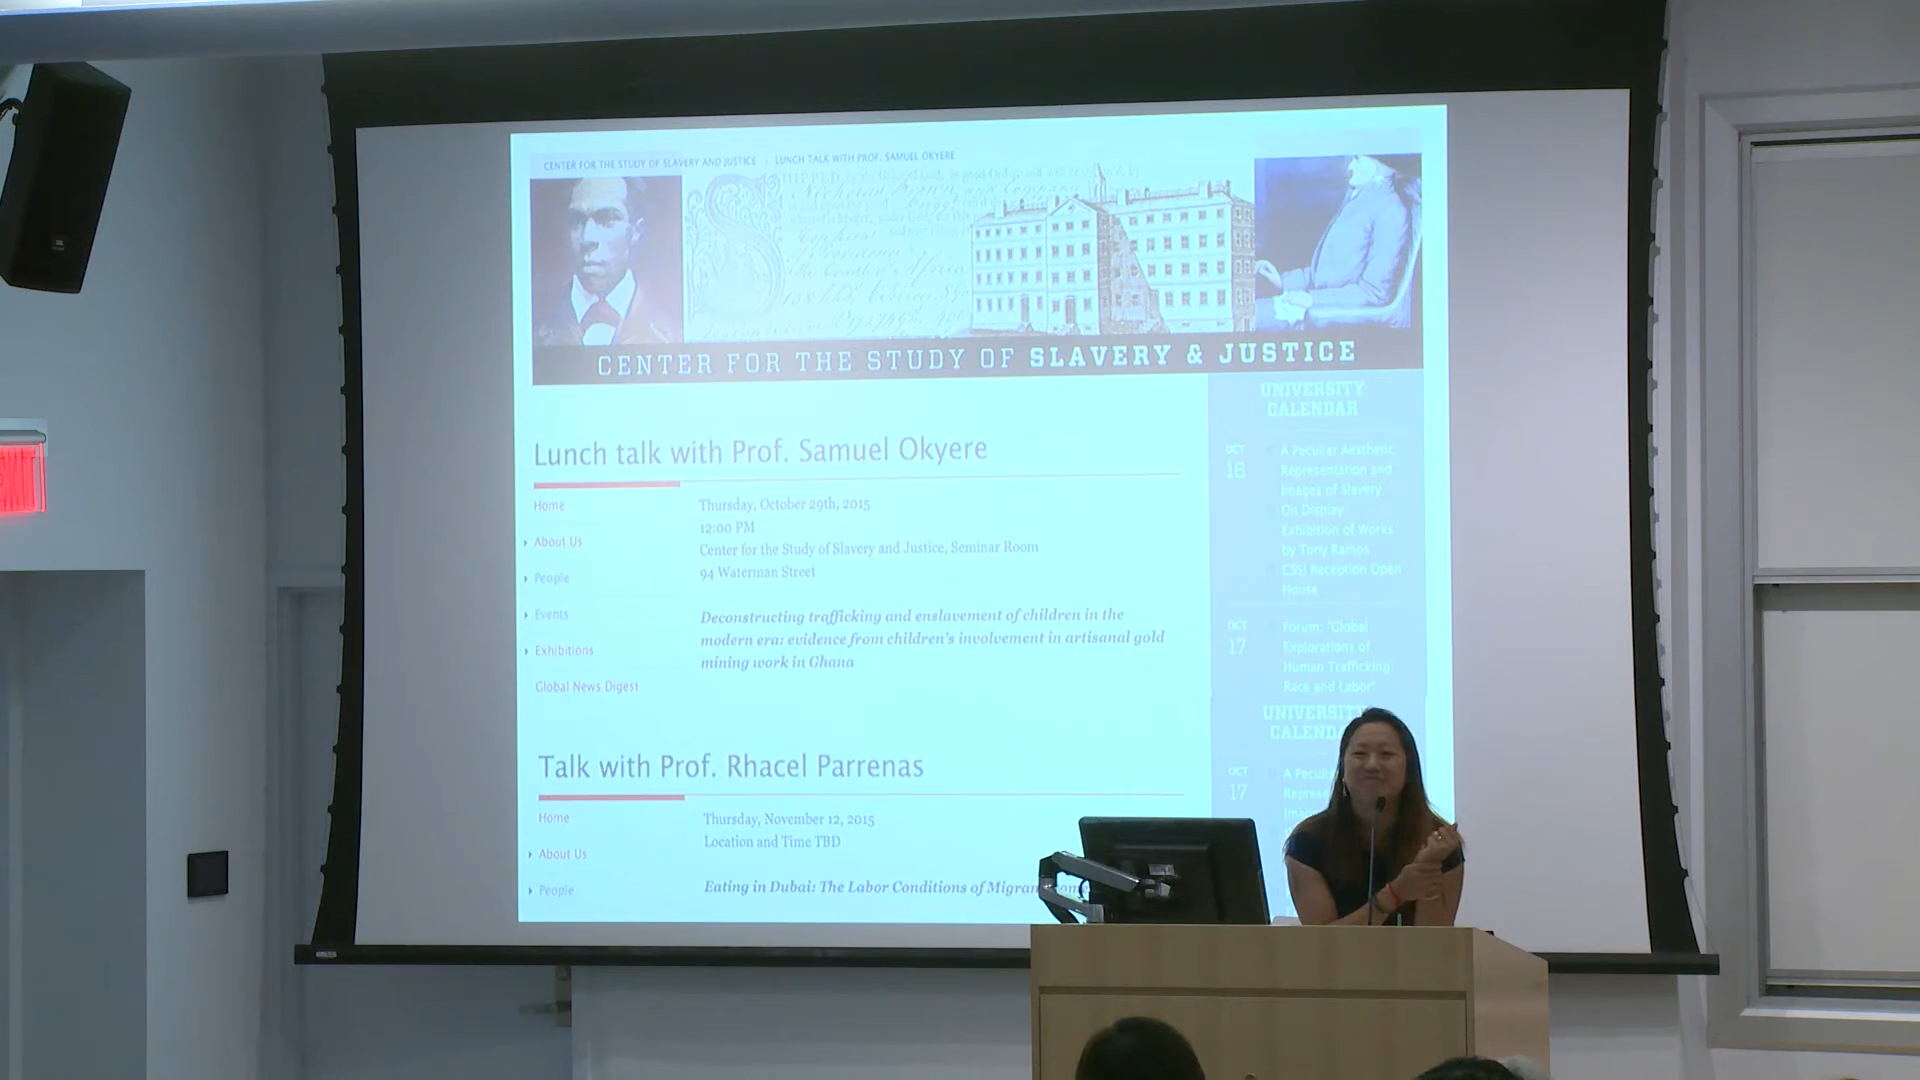 CENTER FOR THE STUDY OF SLAVERY AND JUSTICE | LUNCH TALK WITH PROF. SAMUEL OKYERE
CENTER FOR THE STUDY OF SLAVERY & JUSTICE
Lunch talk with Prof. Samuel Okyere
Home
About Us
People
Events
Exhibitions
Global News Digest
Thursday, October 29th, 2015
12:00 PM
Center for the Study of Slavery and Justice, Seminar Room
94 Waterman Street
Deconstructing trafficking and enslavement of children in the
modern era: evidence from children's involvement in artisanal gold
mining work in Ghana
UNIVERSITY
CALENDAR
OCT
16
A Peculiar Aesthetic:
Representation and
Images of Slavery
On Display
Exhibition of Works
by Tony Ramos
CSSJ Reception Open
House
OCT
17
Forum: "Global
Explorations of
Human Trafficking:
Race and Labor"
Talk with Prof. Rhacel Parrenas
Home
About Us
People
Thursday, November 12, 2015
Location and Time TBD
Eating in Dubai: The Labor Conditions of
OCT
17